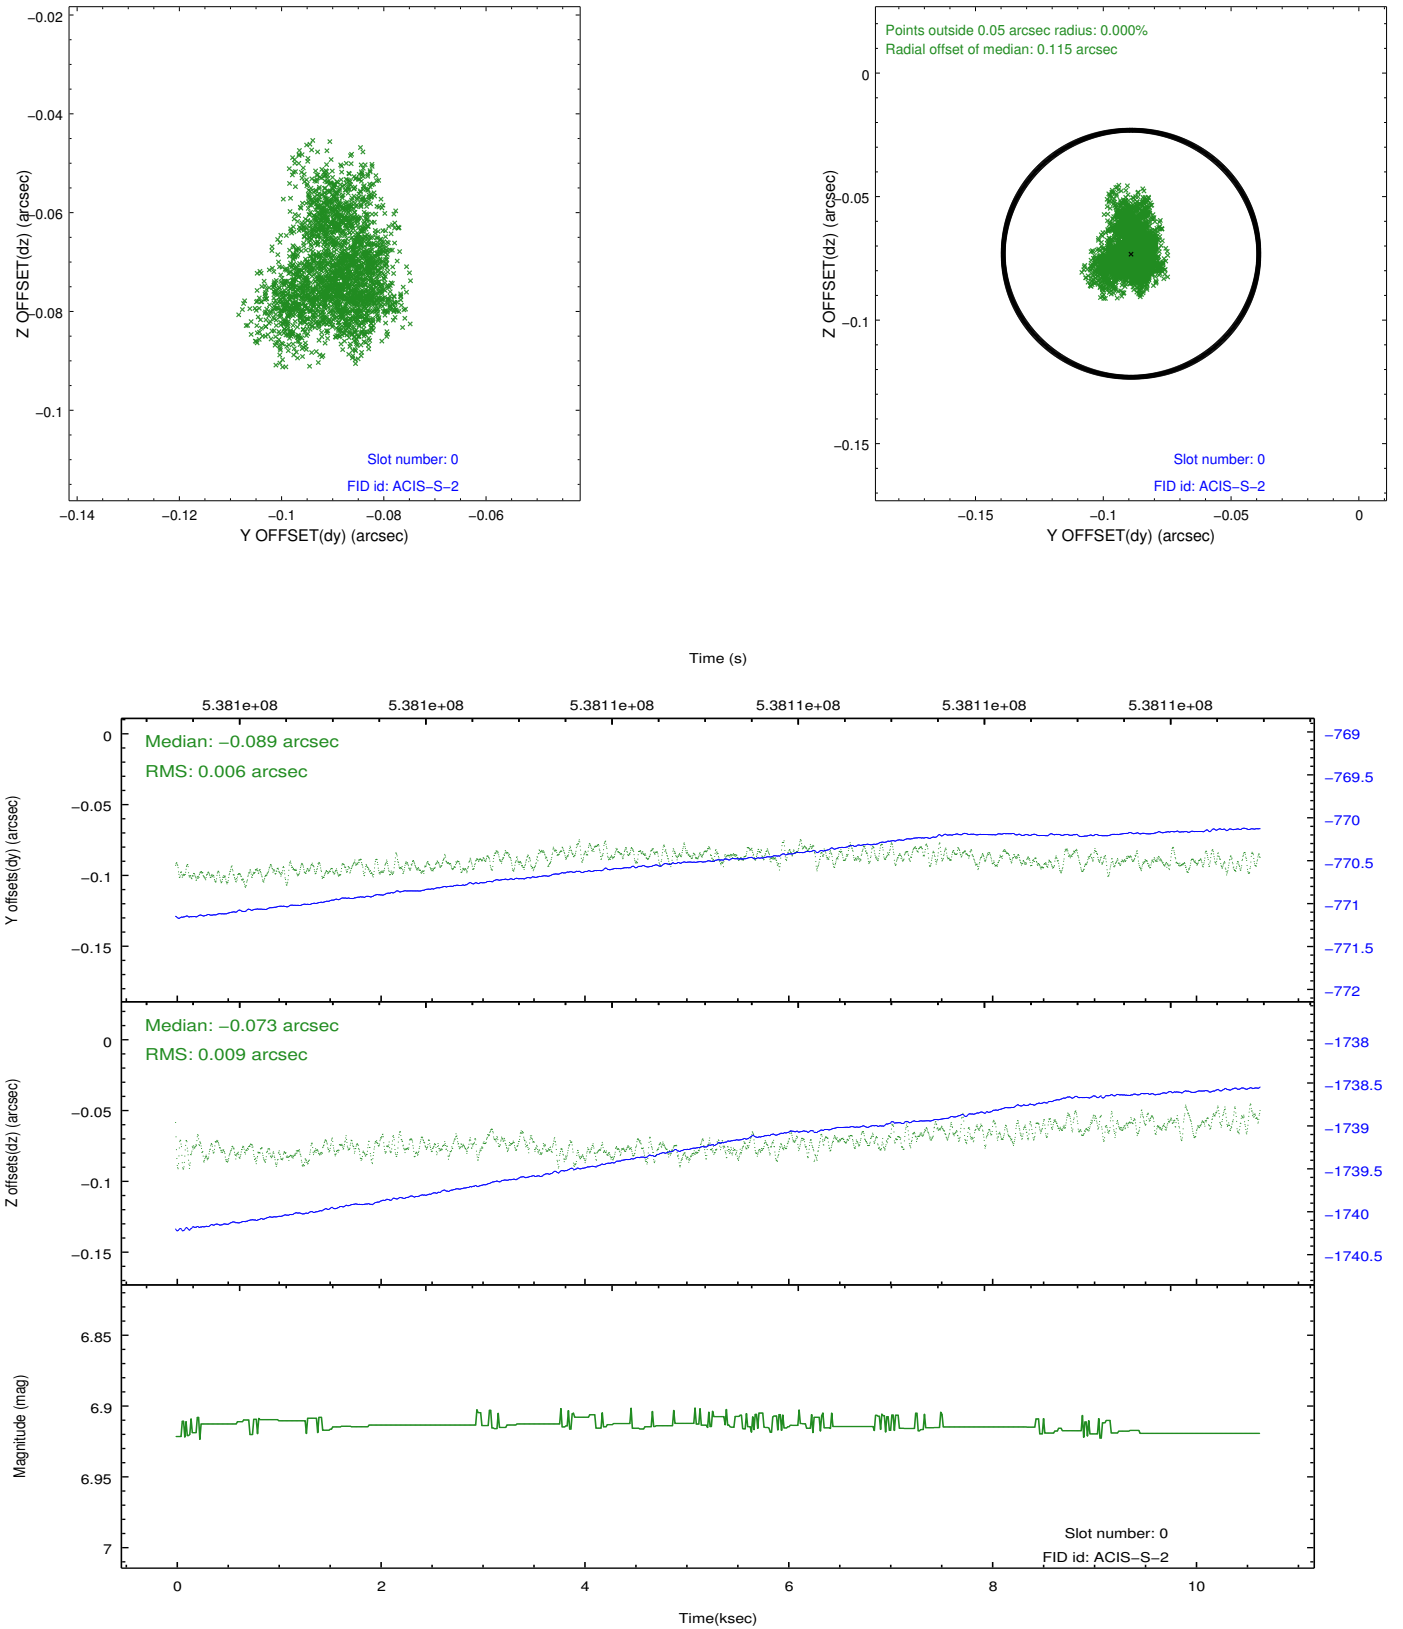 −0.02
−0.04
−0.06
−0.08
−0.1
Z OFFSET(dz) (arcsec)
Slot number: 0
FID id: ACIS−S−2
−0.14
−0.12
−0.1
−0.08
−0.06
Y OFFSET(dy) (arcsec)
Points outside 0.05 arcsec radius: 0.000%
Radial offset of median: 0.115 arcsec
0
−0.05
−0.1
−0.15
Z OFFSET(dz) (arcsec)
Slot number: 0
FID id: ACIS−S−2
−0.15
−0.1
−0.05
0
Y OFFSET(dy) (arcsec)
Time (s)
5.381e+08
5.381e+08
5.3811e+08
5.3811e+08
5.3811e+08
5.3811e+08
Median: −0.089 arcsec
RMS: 0.006 arcsec
0
−0.05
−0.1
−0.15
Y offsets(dy) (arcsec)
−769
−769.5
−770
−770.5
−771
−771.5
−772
Median: −0.073 arcsec
RMS: 0.009 arcsec
0
−0.05
−0.1
−0.15
Z offsets(dz) (arcsec)
−1738
−1738.5
−1739
−1739.5
−1740
−1740.5
6.85
6.9
6.95
7
Magnitude (mag)
Slot number: 0
FID id: ACIS−S−2
0
2
4
6
8
10
Time(ksec)